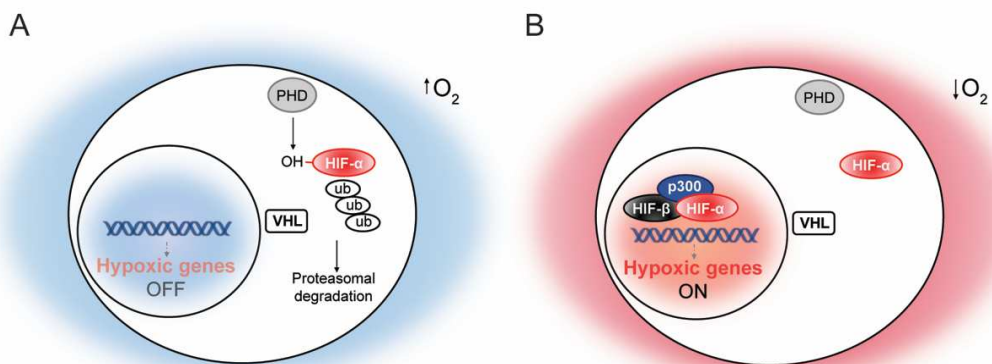 A
↑O₂
PHD
OH
HIF-α
ub
ub
ub
VHL
Proteasomal
degradation
Hypoxic genes
OFF
B
↓O₂
PHD
HIF-α
p300
HIF-β
HIF-α
VHL
Hypoxic genes
ON